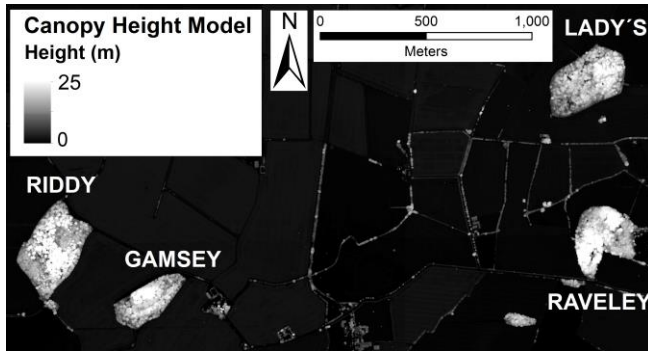 Canopy Height Model
Height (m)
25
0
N
0 500 1,000
Meters
LADY´S
RIDDY
GAMSEY
RAVELEY